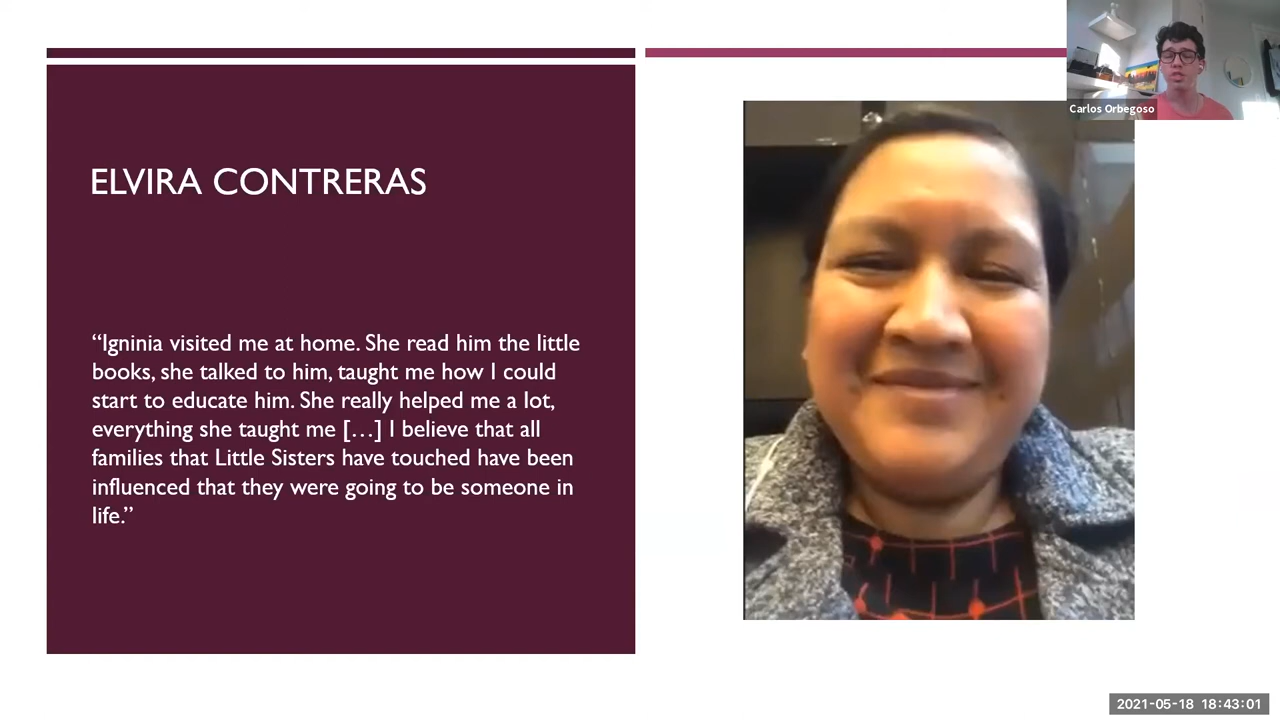 ELVIRA CONTRERAS
“Igninia visited me at home. She read him the little
books, she talked to him, taught me how I could
start to educate him. She really helped me a lot,
everything she taught me […] I believe that all
families that Little Sisters have touched have been
influenced that they were going to be someone in
life.”
Carlos Orbegoso
2021-05-18 18:43:01